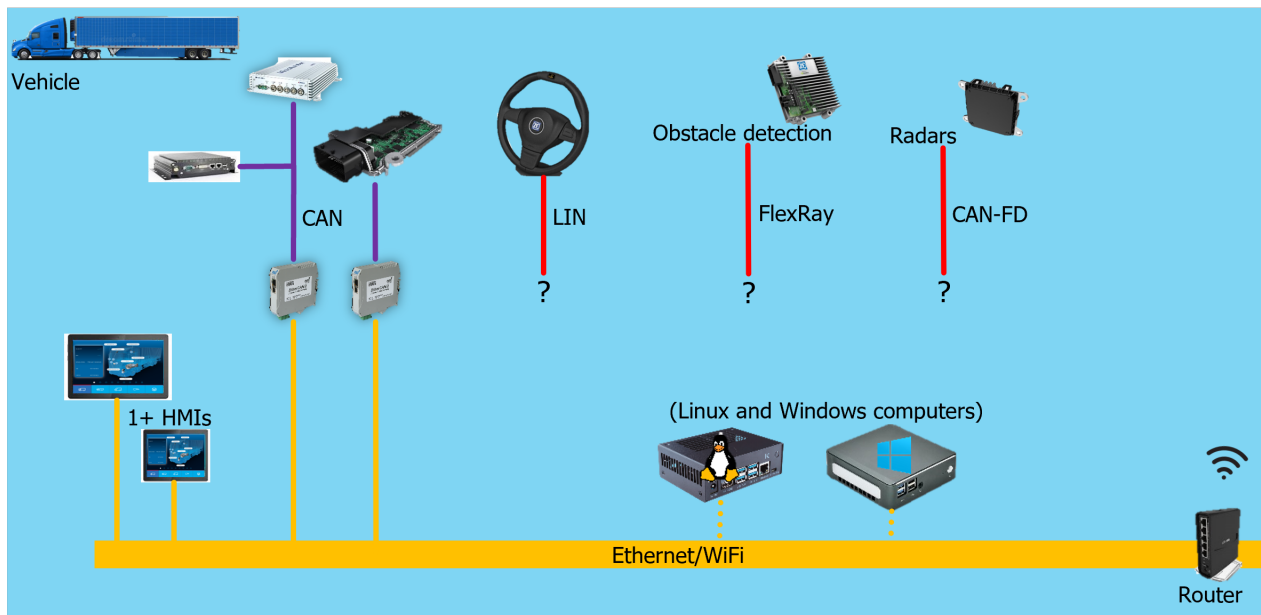 Vehicle
Obstacle detection
Radars
CAN
LIN
FlexRay
CAN-FD
?
?
?
1+ HMIs
(Linux and Windows computers)
Ethernet/WiFi
Router